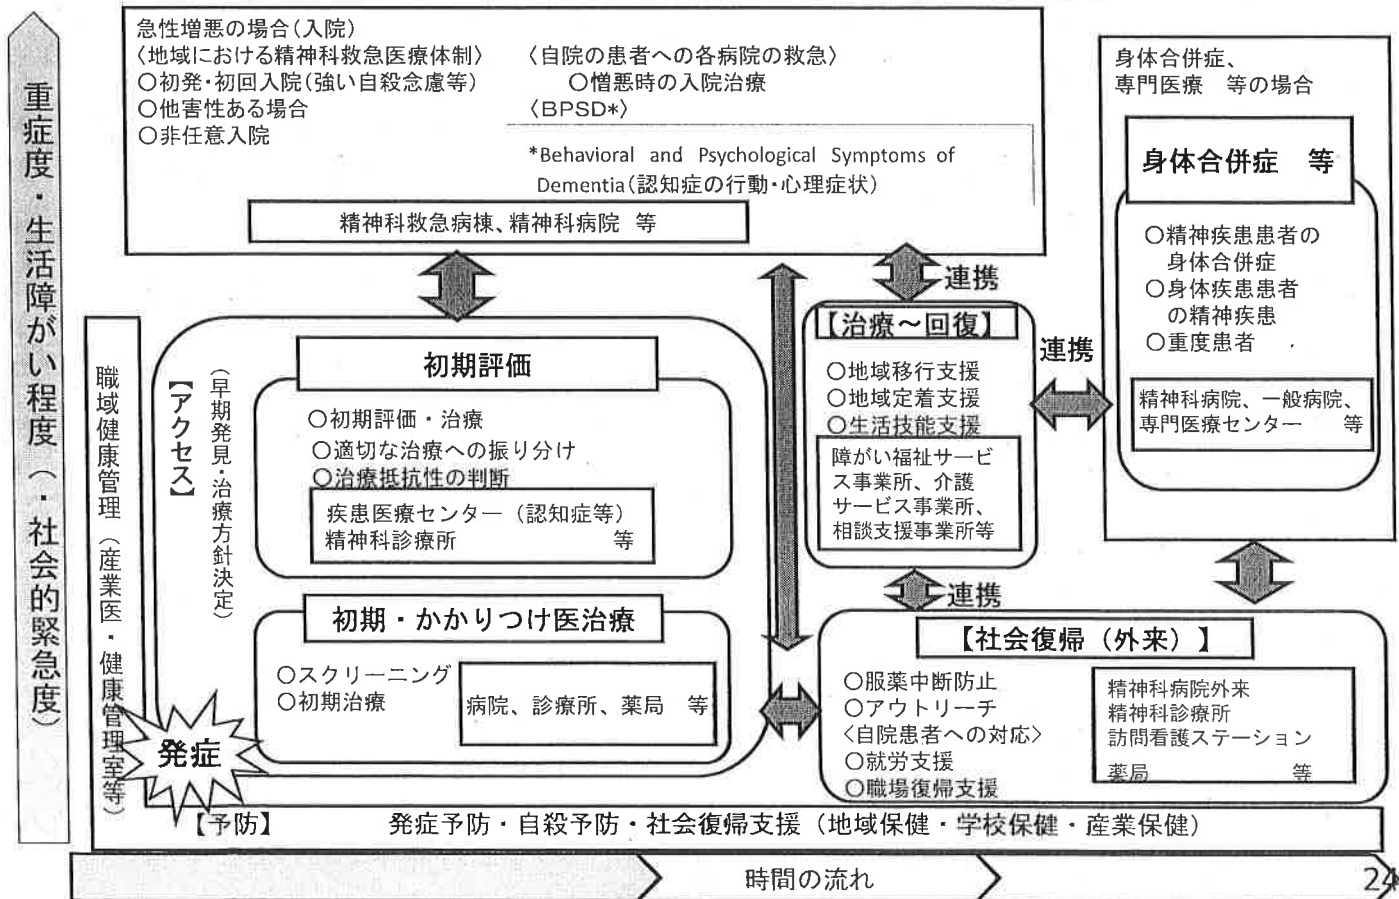 重症度・生活障がい程度（・社会的緊急度）
急性増悪の場合（入院）
〈地域における精神科救急医療体制〉
○初発・初回入院（強い自殺念慮等）
○他害性ある場合
○非任意入院
〈自院の患者への各病院の救急〉
○憎悪時の入院治療
〈BPSD*〉
*Behavioral and Psychological Symptoms of
Dementia（認知症の行動・心理症状）
精神科救急病棟、精神科病院 等
身体合併症、
専門医療 等の場合
身体合併症 等
○精神疾患患者の
身体合併症
○身体疾患患者
の精神疾患
○重度患者
精神科病院、一般病院、
専門医療センター 等
連携
【治療～回復】
○地域移行支援
○地域定着支援
○生活技能支援
障がい福祉サービ
ス事業所、介護
サービス事業所、
相談支援事業所等
連携
連携
職域健康管理（産業医・健康管理室等）
【アクセス】
（早期発見・治療方針決定）
初期評価
○初期評価・治療
○適切な治療への振り分け
○治療抵抗性の判断
疾患医療センター（認知症等）
精神科診療所 等
初期・かかりつけ医治療
○スクリーニング
○初期治療
病院、診療所、薬局 等
発症
【社会復帰（外来）】
○服薬中断防止
○アウトリーチ
〈自院患者への対応〉
○就労支援
○職場復帰支援
精神科病院外来
精神科診療所
訪問看護ステーション
薬局 等
【予防】 発症予防・自殺予防・社会復帰支援（地域保健・学校保健・産業保健）
時間の流れ
24